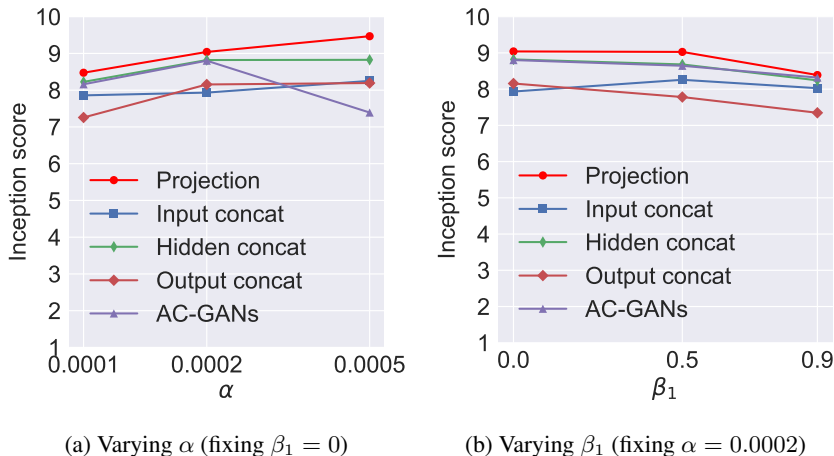 10
9
8
7
6
5
4
3
2
1
Inception score
Projection
Input concat
Hidden concat
Output concat
AC-GANs
0.0001 0.0002 0.0005
α
(a) Varying α (fixing β₁ = 0)
10
9
8
7
6
5
4
3
2
1
Inception score
Projection
Input concat
Hidden concat
Output concat
AC-GANs
0.0 0.5 0.9
β₁
(b) Varying β₁ (fixing α = 0.0002)